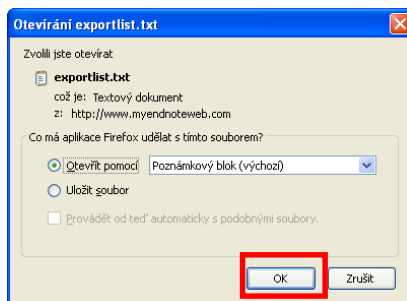 Otevírání exportlist.txt
Zvolili jste otevírat
exportlist.txt
což je: Textový dokument
z: http://www.myendnoteweb.com
Co má aplikace Firefox udělat s tímto souborem?
Otevřít pomocí Poznámkový blok (výchozí)
Uložit soubor
Provádět od teď automaticky s podobnými soubory.
OK Zrušit